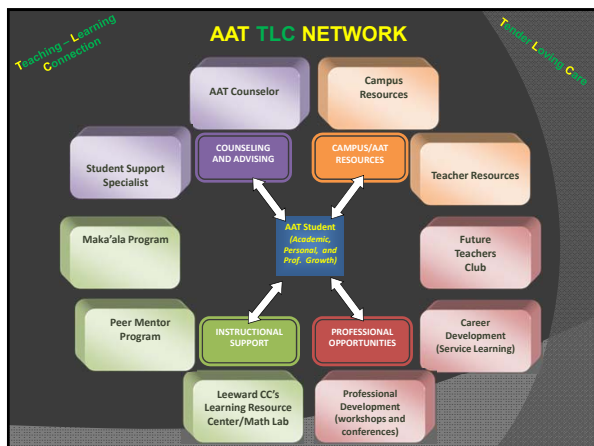 AAT TLC NETWORK
Teaching – Learning
Connection
Tender Loving Care
AAT Counselor
Campus
Resources
Student Support
Specialist
COUNSELING
AND ADVISING
CAMPUS/AAT
RESOURCES
Teacher Resources
Maka'ala Program
AAT Student
(Academic,
Personal, and
Prof. Growth)
Future
Teachers
Club
Peer Mentor
Program
INSTRUCTIONAL
SUPPORT
PROFESSIONAL
OPPORTUNITIES
Career
Development
(Service Learning)
Leeward CC's
Learning Resource
Center/Math Lab
Professional
Development
(workshops and
conferences)